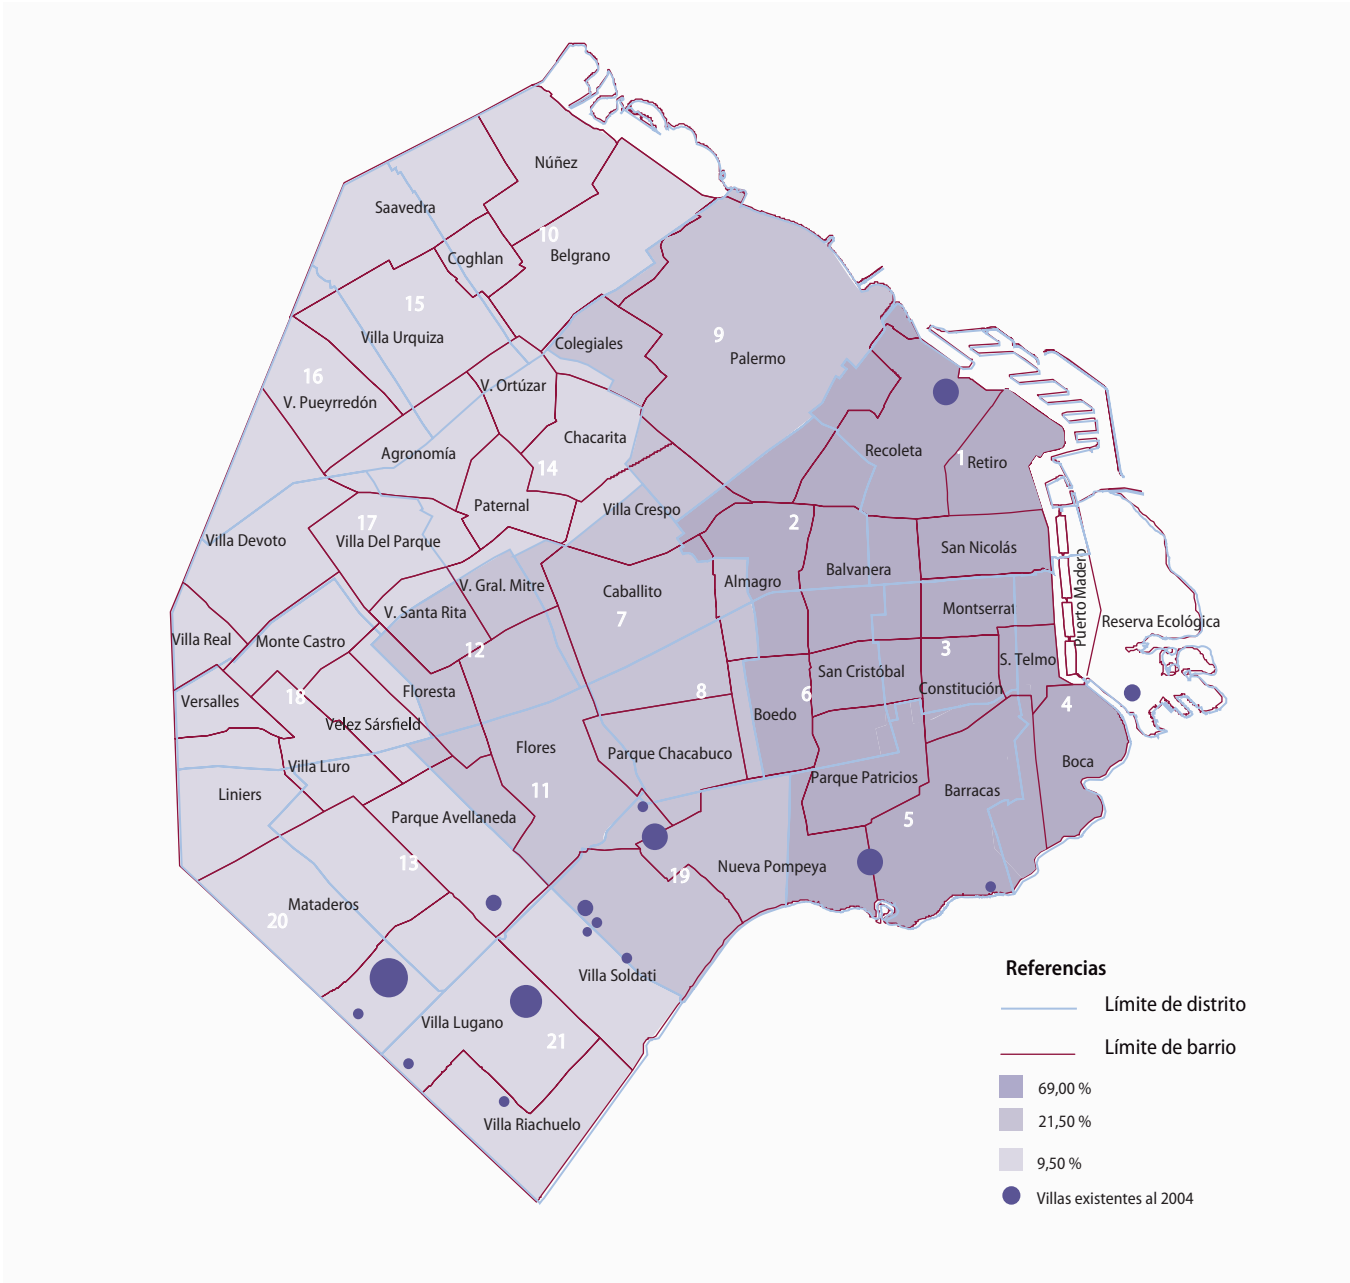 Núñez
Saavedra
10
Coghlan
Belgrano
15
Villa Urquiza
Colegiales
9
Palermo
16
V. Pueyrredón
V. Ortúzar
Chacarita
Agronomía
14
Recoleta
1
Retiro
Paternal
Villa Crespo
17
2
Villa Devoto
Villa Del Parque
San Nicolás
Balvanera
V. Gral. Mitre
Almagro
Caballito
7
V. Santa Rita
Montserrat
Puerto Madero
Reserva Ecológica
Villa Real
Monte Castro
12
3
S. Telmo
San Cristóbal
Constitución
Versalles
18
Floresta
8
6
4
Velez Sársfield
Boedo
Flores
Parque Chacabuco
Villa Luro
Boca
Parque Patricios
Liniers
11
Barracas
Parque Avellaneda
5
13
19
Nueva Pompeya
Mataderos
20
Villa Soldati
Villa Lugano
21
Villa Riachuelo
Referencias
Límite de distrito
Límite de barrio
69,00 %
21,50 %
9,50 %
Villas existentes al 2004